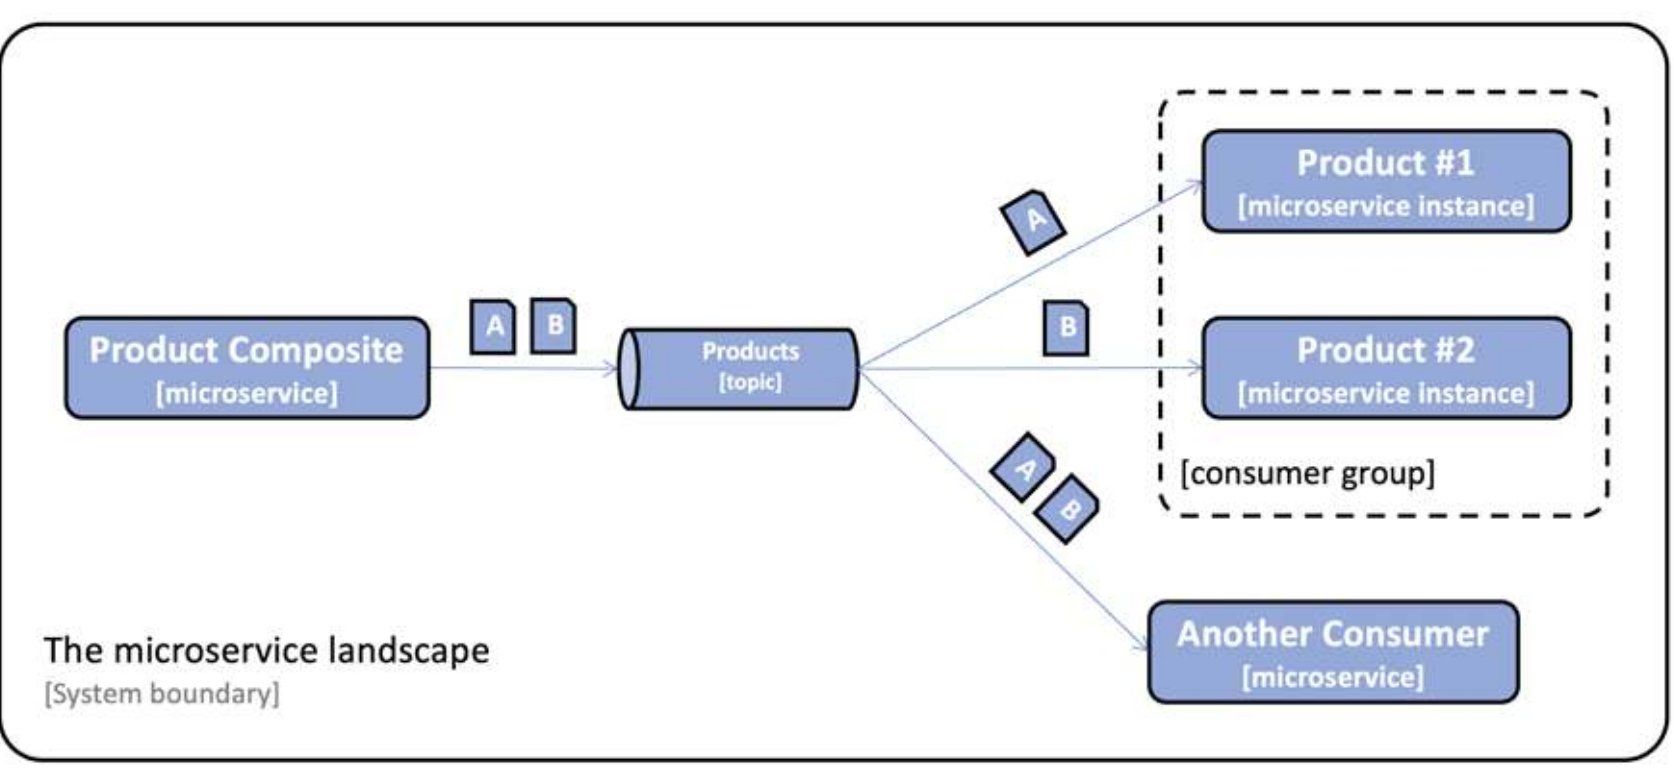 Product Composite
[microservice]
A
B
Products
[topic]
A
B
A
B
Product #1
[microservice instance]
Product #2
[microservice instance]
[consumer group]
Another Consumer
[microservice]
The microservice landscape
[System boundary]